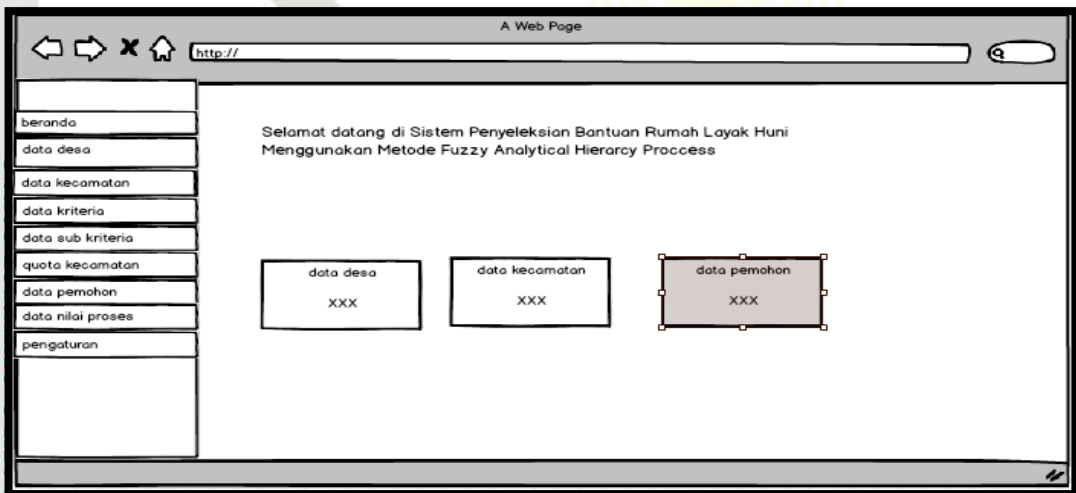 A Web Page
http://
beranda
data desa
data kecamatan
data kriteria
data sub kriteria
quota kecamatan
data pemohon
data nilai proses
pengaturan
Selamat datang di Sistem Penyeleksian Bantuan Rumah Layak Huni
Menggunakan Metode Fuzzy Analytical Hierarcy Proccess
data desa
XXX
data kecamatan
XXX
data pemohon
XXX